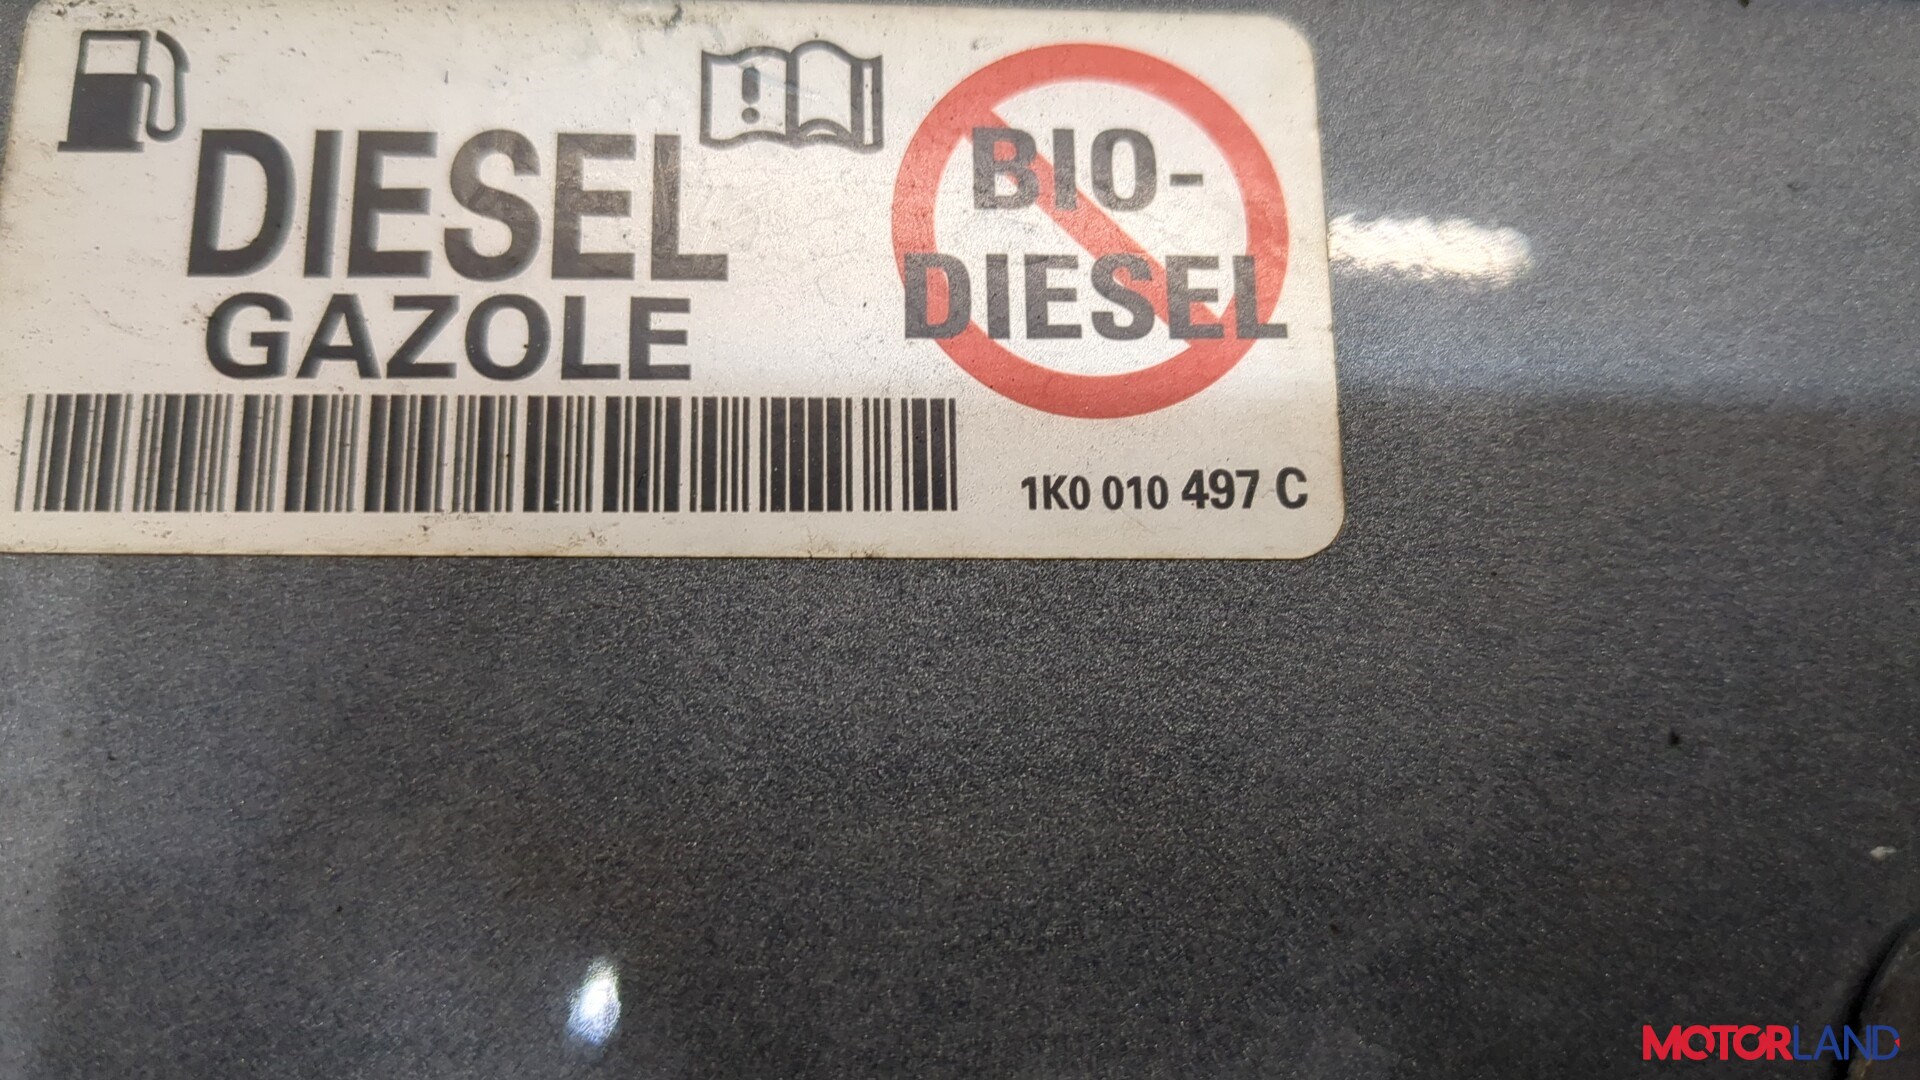 DIESEL
GAZOLE
BIO-
DIESEL
1K0 010 497 C
MOTORLAND